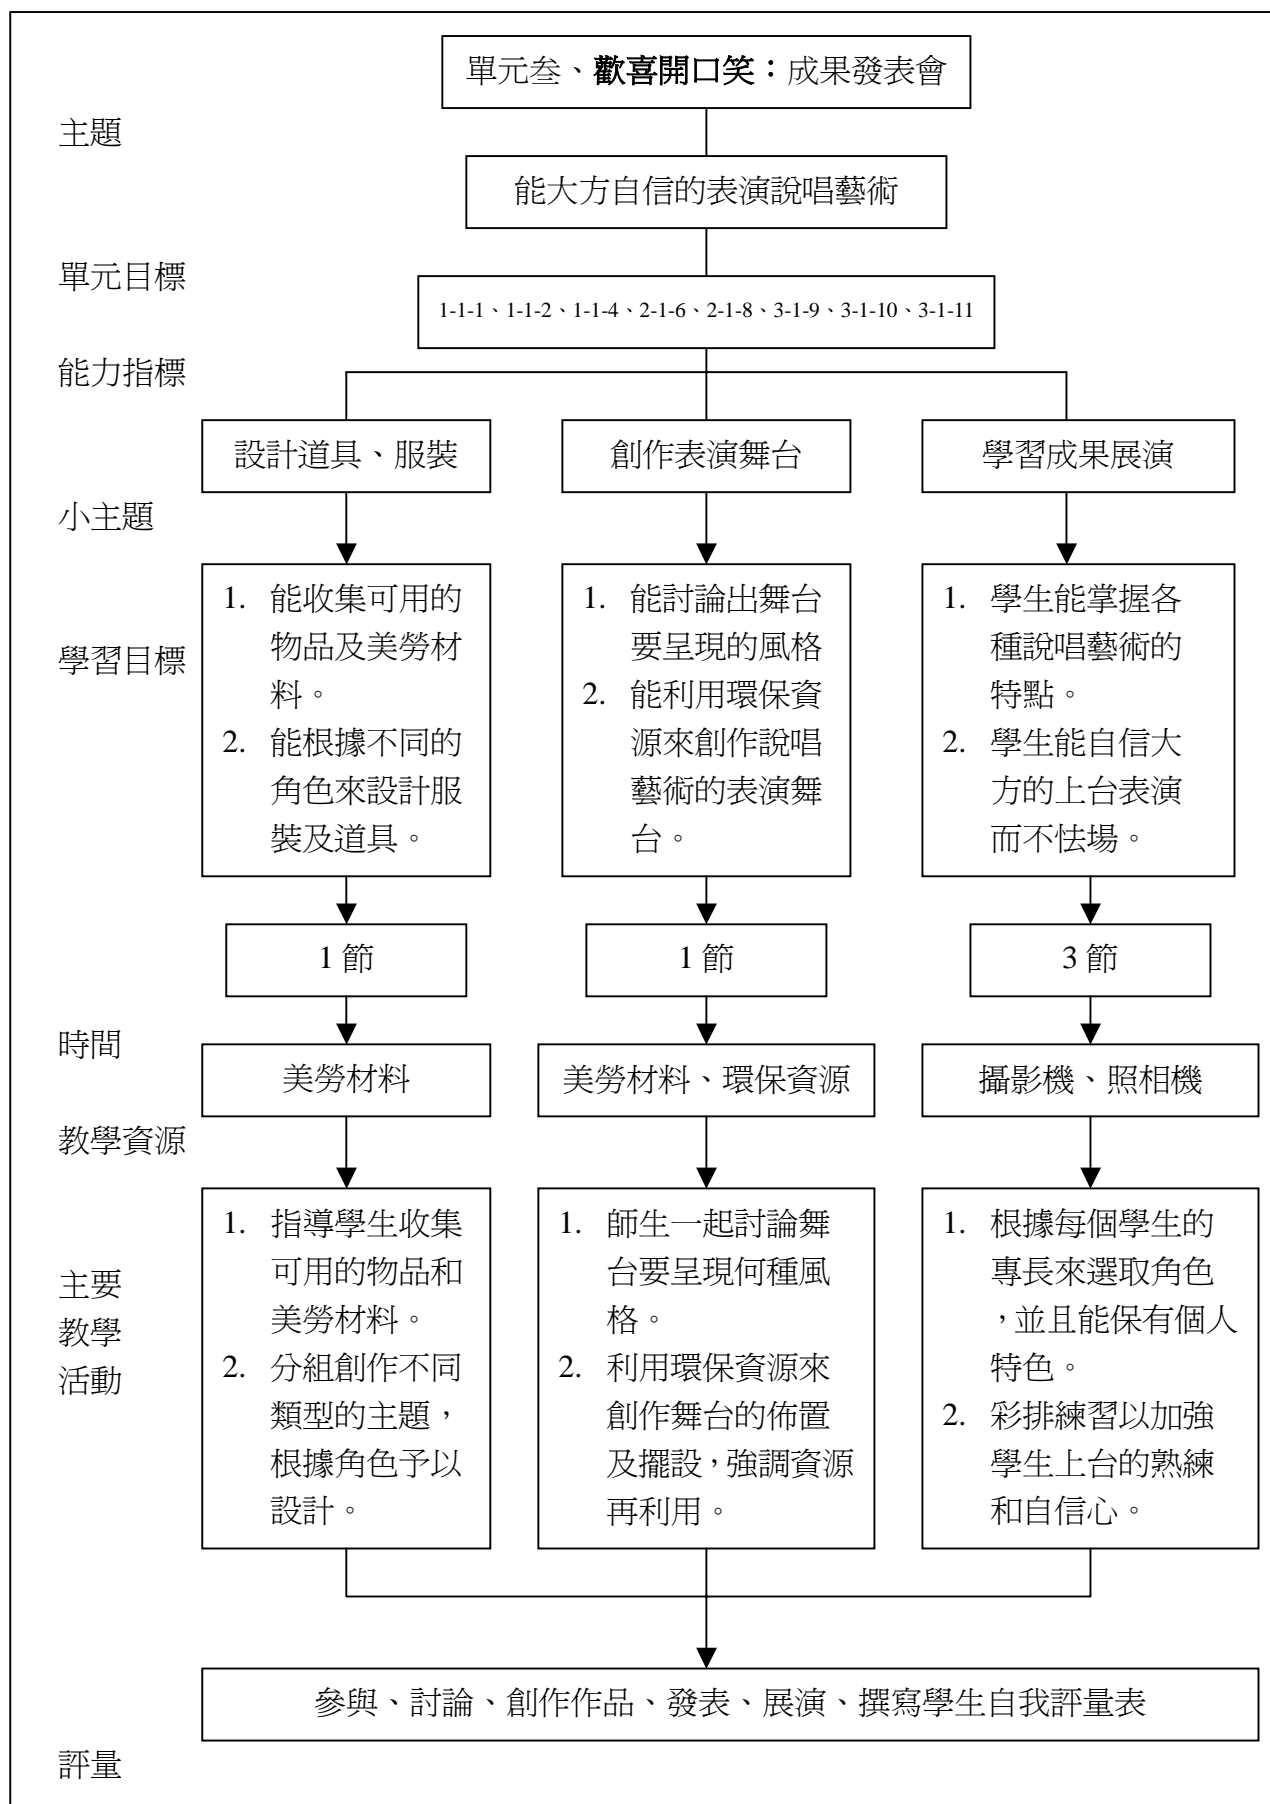 單元叁、歡喜開口笑：成果發表會
主題
能大方自信的表演說唱藝術
單元目標
1-1-1、1-1-2、1-1-4、2-1-6、2-1-8、3-1-9、3-1-10、3-1-11
能力指標
設計道具、服裝
創作表演舞台
學習成果展演
小主題
學習目標
1. 能收集可用的
物品及美勞材
料。
2. 能根據不同的
角色來設計服
裝及道具。
1. 能討論出舞台
要呈現的風格
2. 能利用環保資
源來創作說唱
藝術的表演舞
台。
1. 學生能掌握各
種說唱藝術的
特點。
2. 學生能自信大
方的上台表演
而不怯場。
1 節
1 節
3 節
時間
美勞材料
美勞材料、環保資源
攝影機、照相機
教學資源
主要
教學
活動
1. 指導學生收集
可用的物品和
美勞材料。
2. 分組創作不同
類型的主題，
根據角色予以
設計。
1. 師生一起討論舞
台要呈現何種風
格。
2. 利用環保資源來
創作舞台的佈置
及擺設，強調資源
再利用。
1. 根據每個學生的
專長來選取角色
，並且能保有個人
特色。
2. 彩排練習以加強
學生上台的熟練
和自信心。
參與、討論、創作作品、發表、展演、撰寫學生自我評量表
評量